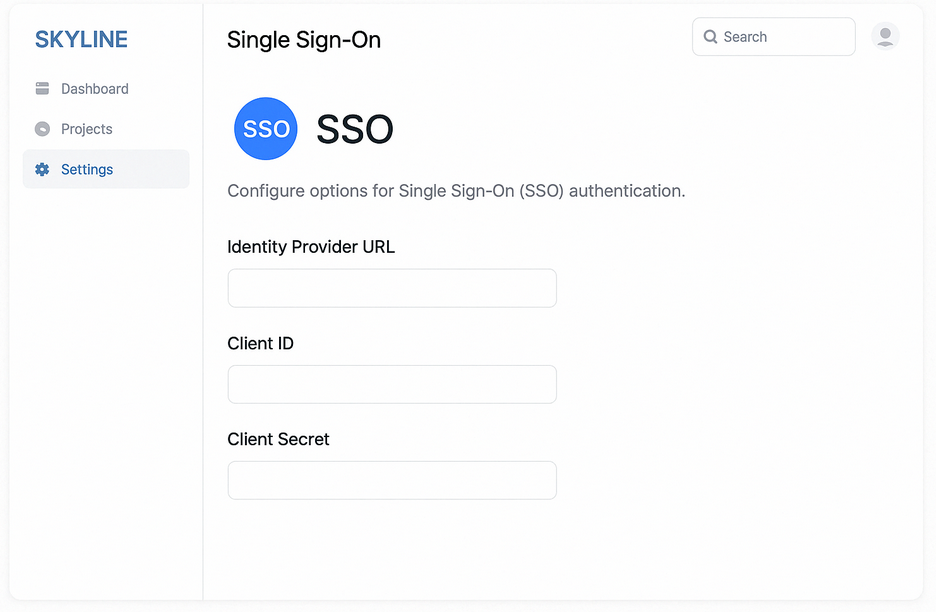 SKYLINE
Dashboard
Projects
Settings
Single Sign-On
Search
SSO
SSO
Configure options for Single Sign-On (SSO) authentication.
Identity Provider URL
Client ID
Client Secret